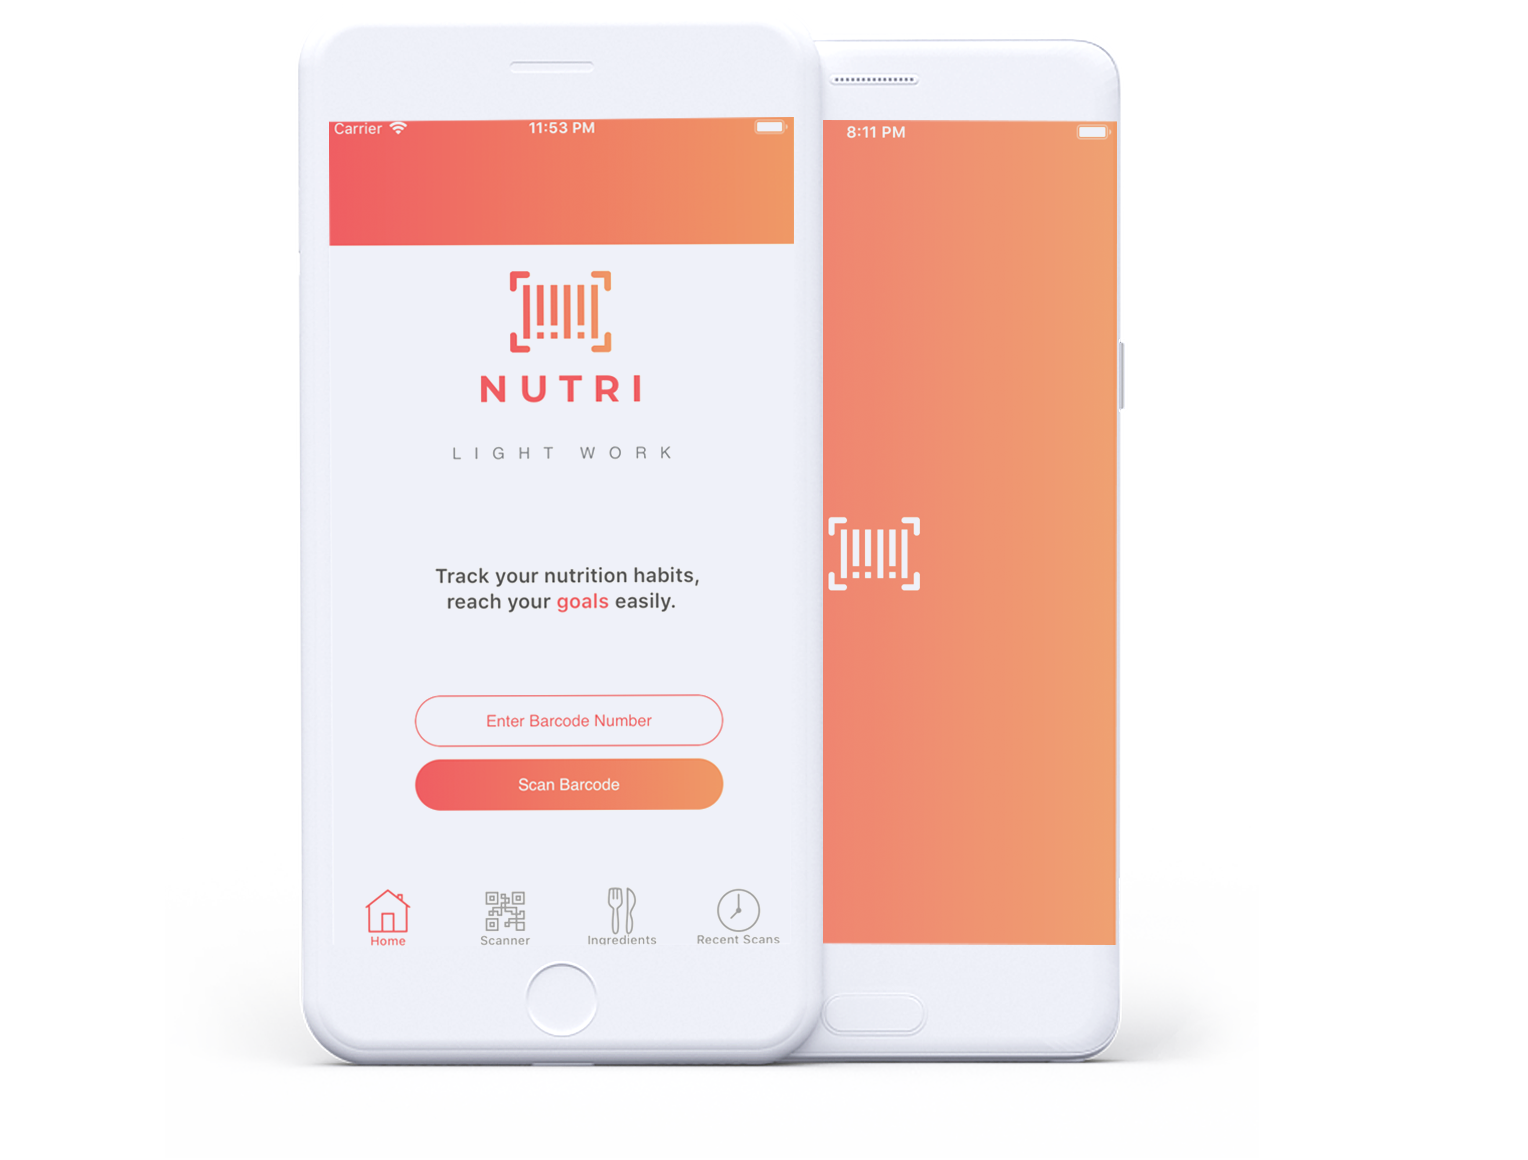 Carrier
11:53 PM
8:11 PM
NUTRI
LIGHT WORK
Track your nutrition habits,
reach your goals easily.
Enter Barcode Number
Scan Barcode
Home
Scanner
Ingredients
Recent Scans